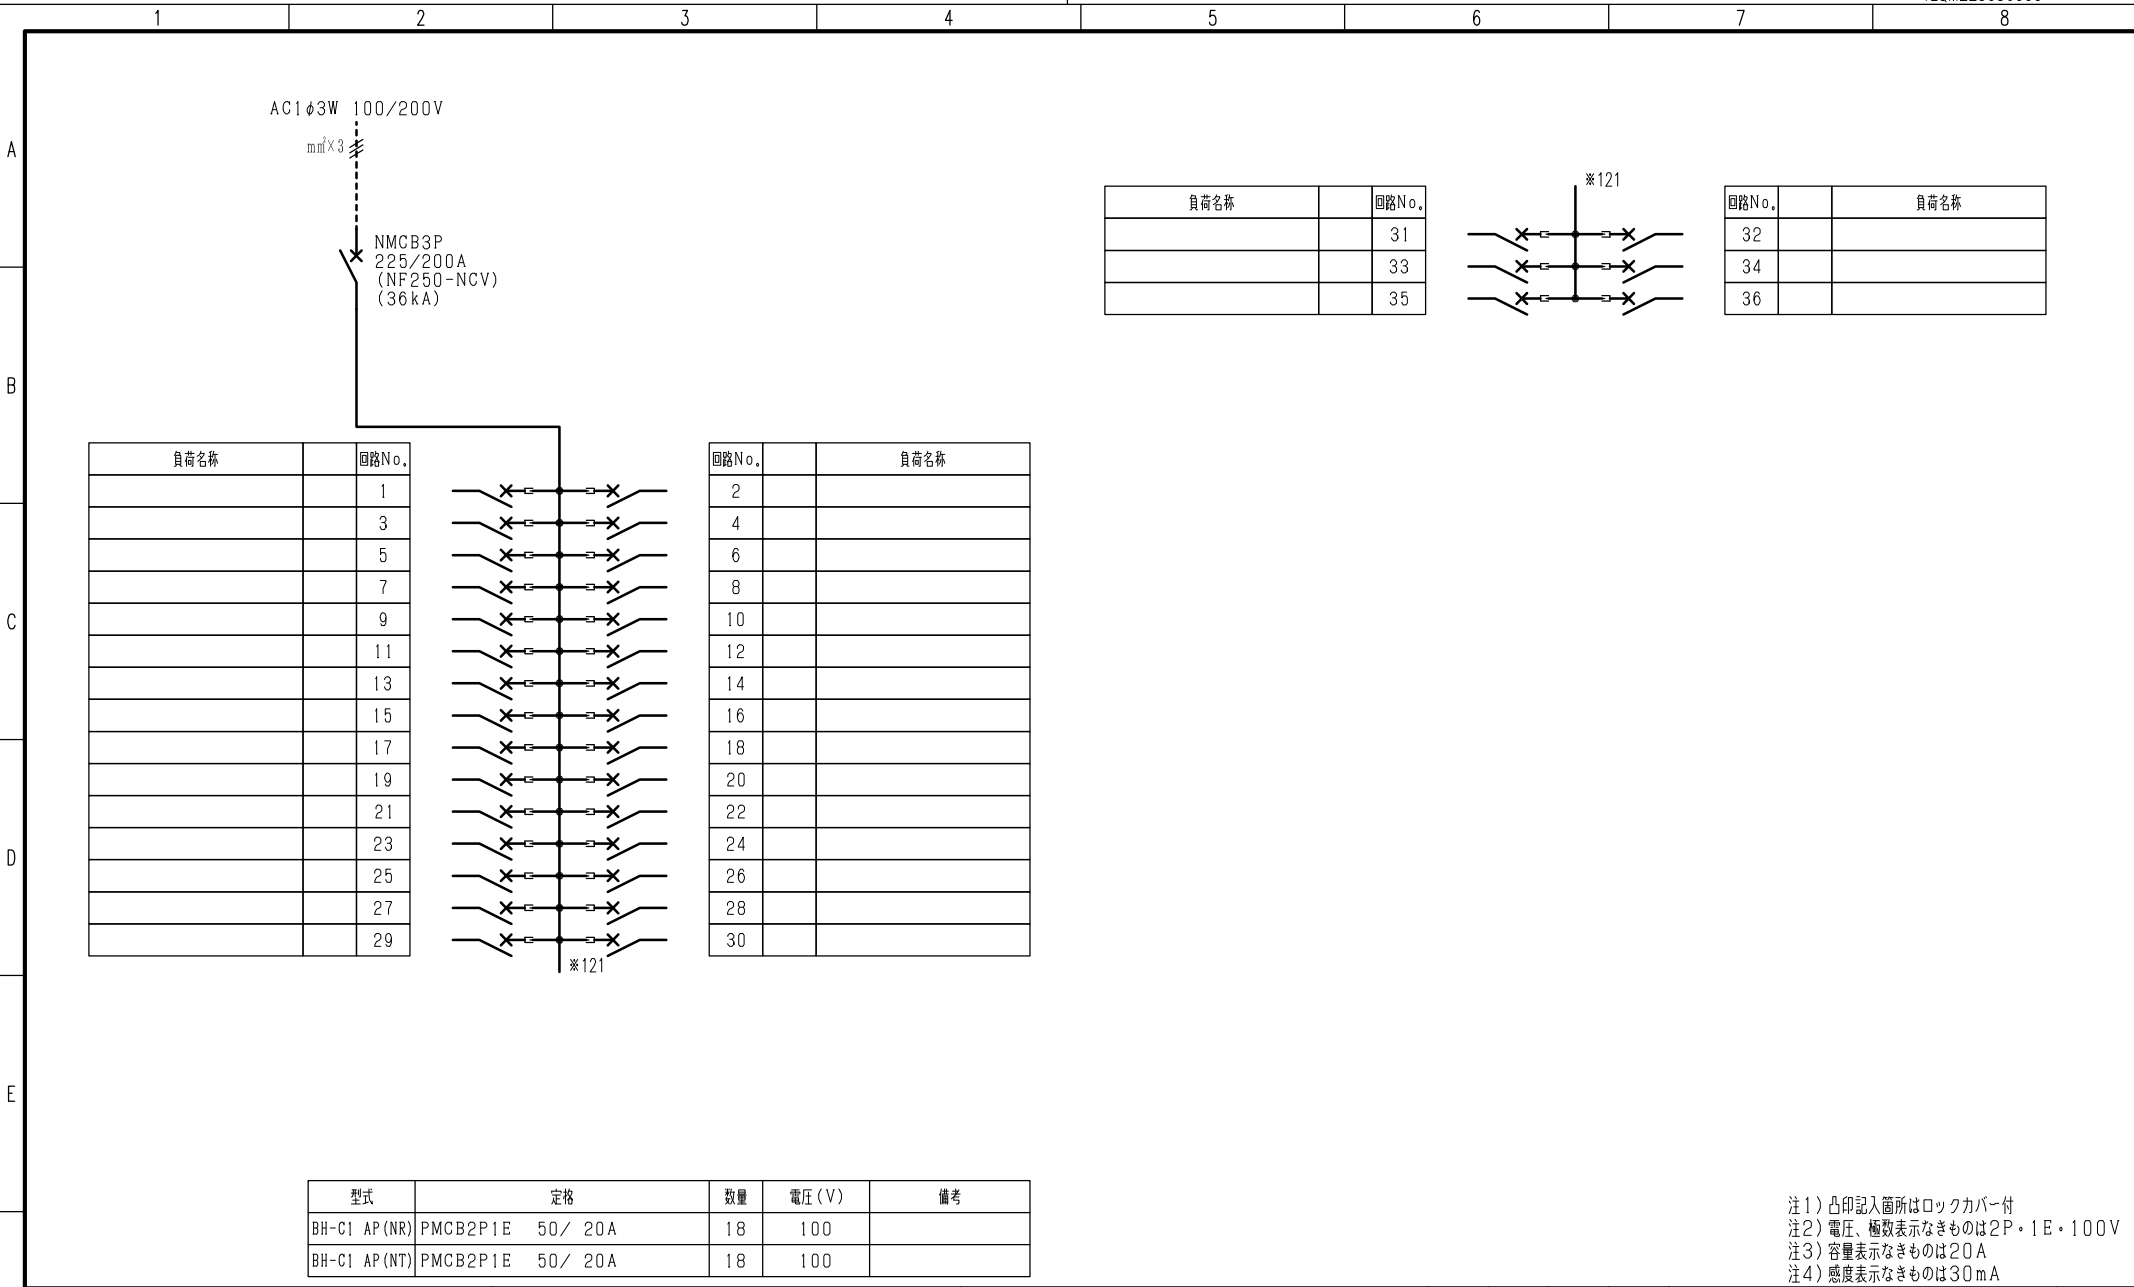 1 2 3 4 5 6 7 8
A
B
C
D
E
AC1φ3W 100/200V
mm²×3
NMCB3P
225/200A
(NF250-NCV)
(36kA)
※121
負荷名称 回路No. 回路No. 負荷名称
31 32
33 34
35 36
負荷名称 回路No. 回路No. 負荷名称
1 2
3 4
5 6
7 8
9 10
11 12
13 14
15 16
17 18
19 20
21 22
23 24
25 26
27 28
29 30
※121
型式 定格 数量 電圧(V) 備考
BH-C1 AP(NR) PMCB2P1E 50/ 20A 18 100
BH-C1 AP(NT) PMCB2P1E 50/ 20A 18 100
注1)凸印記入箇所はロックカバー付
注2)電圧、極数表示なきものは2P・1E・100V
注3)容量表示なきものは20A
注4)感度表示なきものは30mA